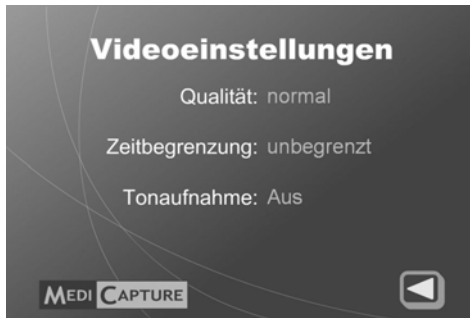 Videoeinstellungen
Qualität: normal
Zeitbegrenzung: unbegrenzt
Tonaufnahme: Aus
MEDI CAPTURE